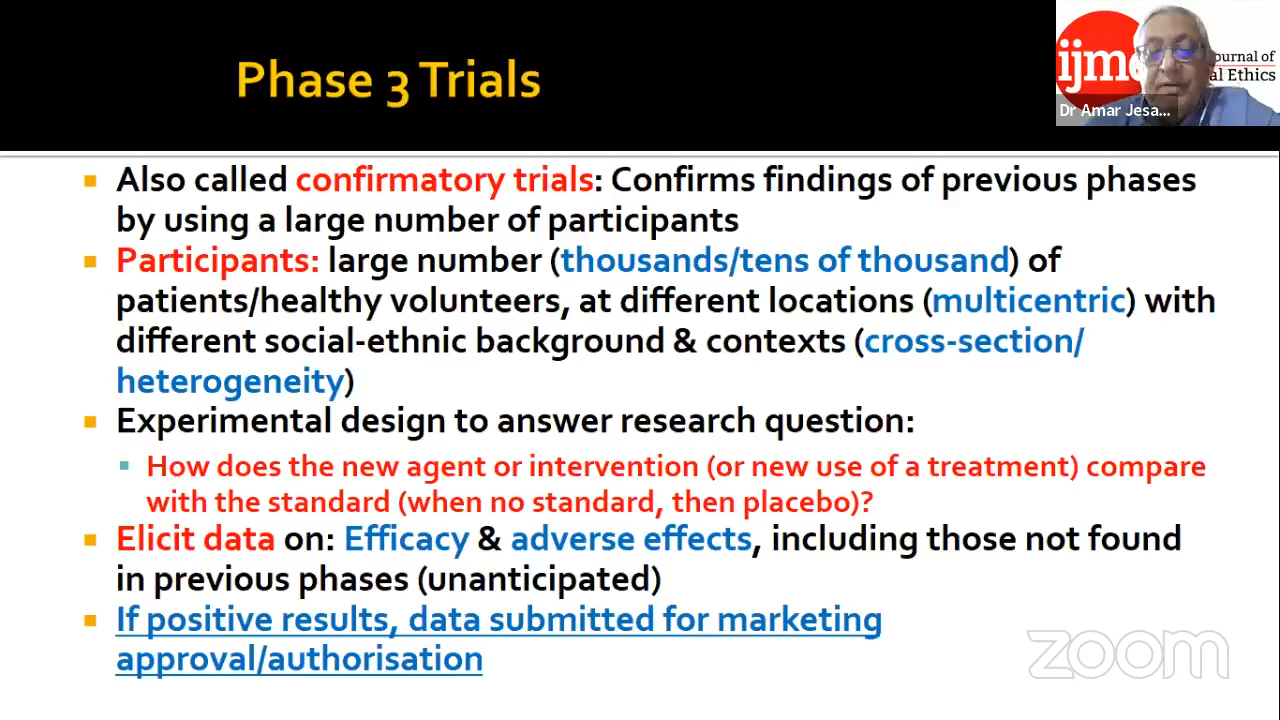 Phase 3 Trials
ijme
Journal of
al Ethics
Dr Amar Jesa...
Also called confirmatory trials: Confirms findings of previous phases
by using a large number of participants
Participants: large number (thousands/tens of thousand) of
patients/healthy volunteers, at different locations (multicentric) with
different social-ethnic background & contexts (cross-section/
heterogeneity)
Experimental design to answer research question:
How does the new agent or intervention (or new use of a treatment) compare
with the standard (when no standard, then placebo)?
Elicit data on: Efficacy & adverse effects, including those not found
in previous phases (unanticipated)
If positive results, data submitted for marketing
approval/authorisation
zoom